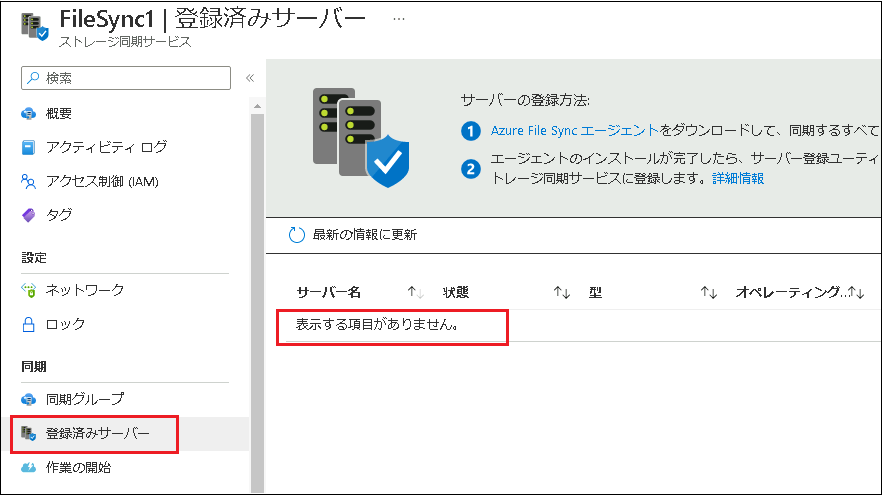 FileSync1 | 登録済みサーバー ...
ストレージ同期サービス
検索
概要
アクティビティ ログ
アクセス制御 (IAM)
タグ
設定
ネットワーク
ロック
同期
同期グループ
登録済みサーバー
作業の開始
サーバーの登録方法:
1 Azure File Sync エージェントをダウンロードして、同期するすべて
2 エージェントのインストールが完了したら、サーバー登録ユーティ
トレージ同期サービスに登録します。詳細情報
最新の情報に更新
サーバー名 状態 型 オペレーティング...
表示する項目がありません。